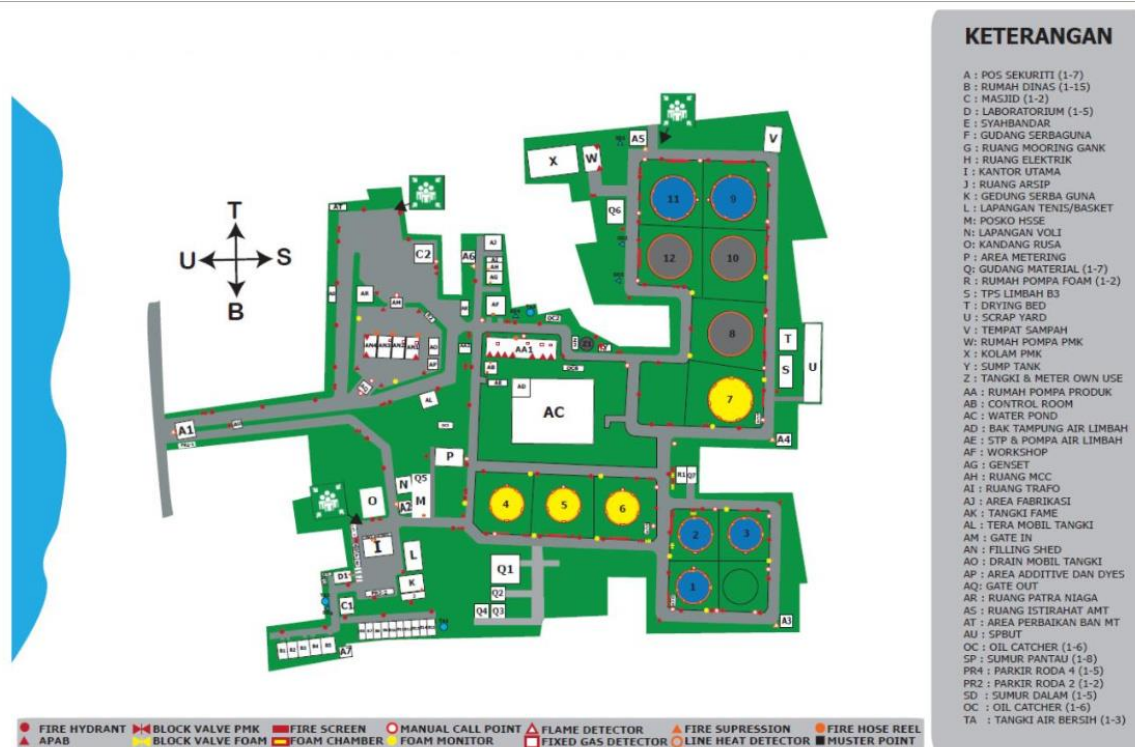 KETERANGAN
A : POS SEKURITI (1-7)
B : RUMAH DINAS (1-15)
C : MASJID (1-2)
D : LABORATORIUM (1-5)
E : SYAHBANDAR
F : GUDANG SERBAGUNA
G : RUANG MOORING GANK
H : RUANG ELEKTRIK
I : KANTOR UTAMA
J : RUANG ARSIP
K : GEDUNG SERBA GUNA
L : LAPANGAN TENIS/BASKET
M: POSKO HSSE
N: LAPANGAN VOLI
O: KANDANG RUSA
P : AREA METERING
Q: GUDANG MATERIAL (1-7)
R : RUMAH POMPA FOAM (1-2)
S : TPS LIMBAH B3
T : DRYING BED
U : SCRAP YARD
V : TEMPAT SAMPAH
W: RUMAH POMPA PMK
X : KOLAM PMK
Y : SUMP TANK
Z : TANGKI & METER OWN USE
AA : RUMAH POMPA PRODUK
AB : CONTROL ROOM
AC : WATER POND
AD : BAK TAMPUNG AIR LIMBAH
AE : STP & POMPA AIR LIMBAH
AF : WORKSHOP
AG : GENSET
AH : RUANG MCC
AI : RUANG TRAFO
AJ : AREA FABRIKASI
AK : TANGKI FAME
AL : TERA MOBIL TANGKI
AM : GATE IN
AN : FILLING SHED
AO : DRAIN MOBIL TANGKI
AP : AREA ADDITIVE DAN DYES
AQ: GATE OUT
AR : RUANG PATRA NIAGA
AS : RUANG ISTIRAHAT AMT
AT : AREA PERBAIKAN BAN MT
AU : SPBUT
OC : OIL CATCHER (1-6)
SP : SUMUR PANTAU (1-8)
PR4 : PARKIR RODA 4 (1-5)
PR2 : PARKIR RODA 2 (1-2)
SD : SUMUR DALAM (1-5)
OC : OIL CATCHER (1-6)
TA : TANGKI AIR BERSIH (1-3)
T
U S
B
A5
V
X
W
11
9
AT
Q6
C2
A6
AJ
12
10
AG
AR
AM
AF
8
T
S
U
AA1
AO
AP
AB
AD
AC
7
AL
A1
A4
P
N
Q5
M
A2
O
R1
4
5
6
2
3
I
L
K
Q1
D1
C1
Q2
Q4
Q3
1
A3
A7
FIRE HYDRANT BLOCK VALVE PMK FIRE SCREEN MANUAL CALL POINT FLAME DETECTOR FIRE SUPRESSION FIRE HOSE REEL
APAB BLOCK VALVE FOAM FOAM CHAMBER FOAM MONITOR FIXED GAS DETECTOR LINE HEAT DETECTOR MUSTER POINT